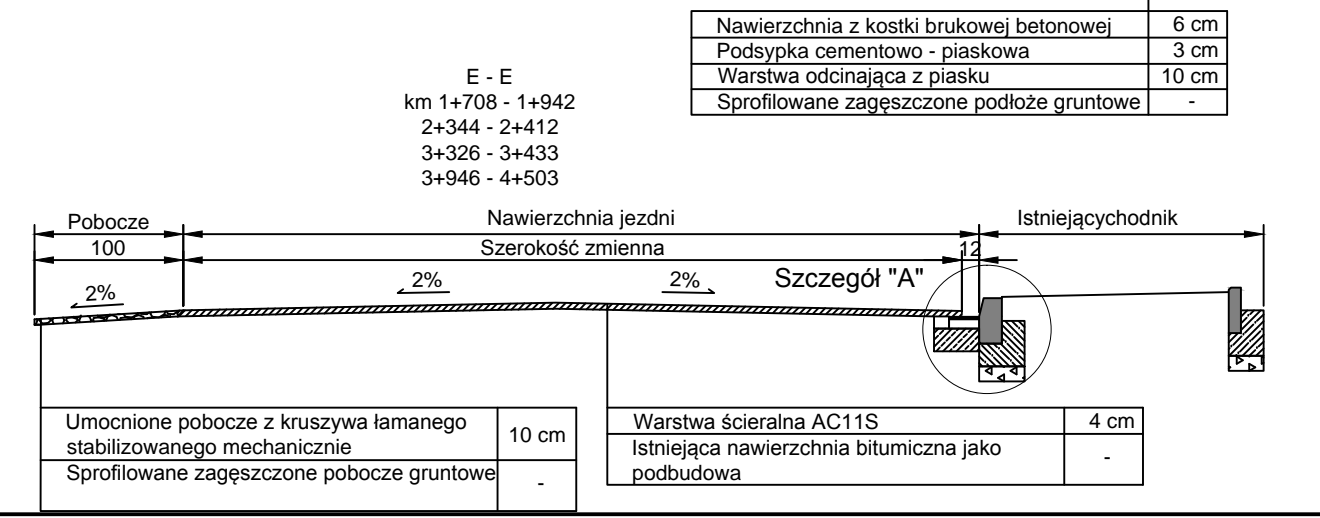 Nawierzchnia z kostki brukowej betonowej 6 cm
Podsypka cementowo - piaskowa 3 cm
Warstwa odcinająca z piasku 10 cm
Sprofilowane zagęszczone podłoże gruntowe -
E - E
km 1+708 - 1+942
2+344 - 2+412
3+326 - 3+433
3+946 - 4+503
Pobocze Nawierzchnia jezdni Istniejącychodnik
100 Szerokość zmienna 12
2% 2% 2% Szczegół "A"
Umocnione pobocze z kruszywa łamanego
stabilizowanego mechanicznie 10 cm
Sprofilowane zagęszczone pobocze gruntowe -
Warstwa ścieralna AC11S 4 cm
Istniejąca nawierzchnia bitumiczna jako
podbudowa -